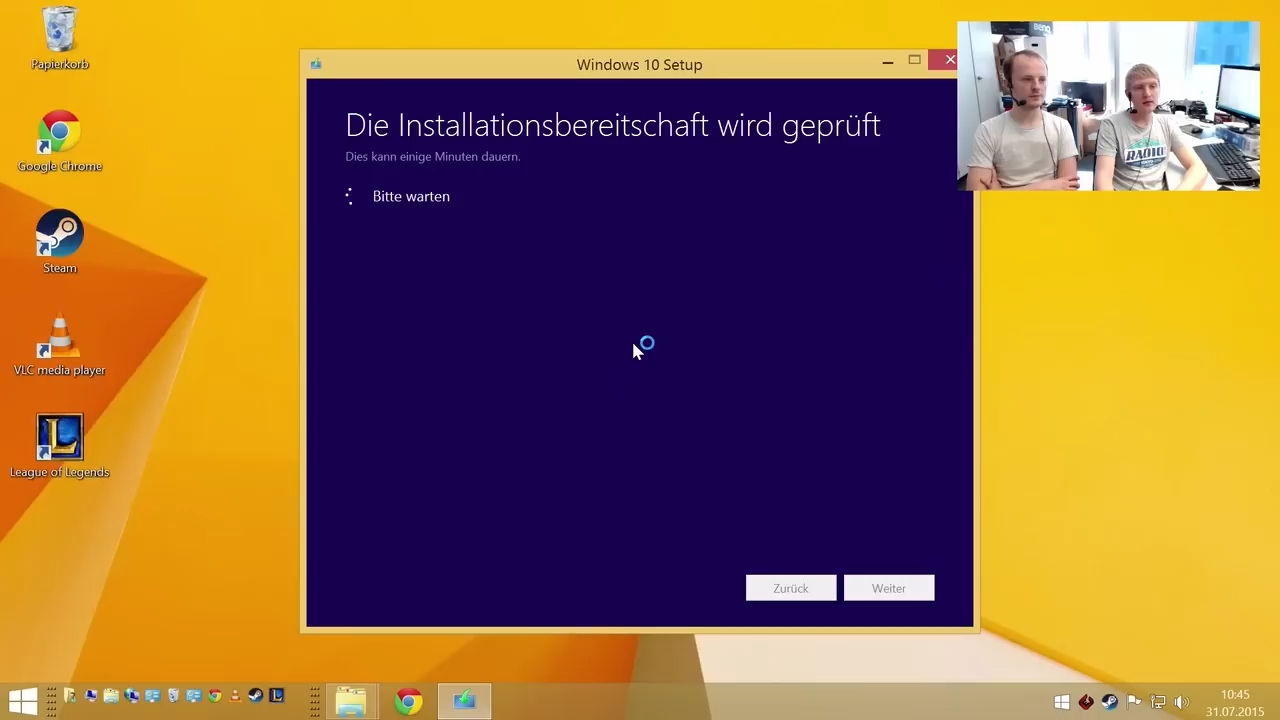 Papierkorb
Google Chrome
Steam
VLC media player
League of Legends
Windows 10 Setup
Die Installationsbereitschaft wird geprüft
Dies kann einige Minuten dauern.
Bitte warten
Zurück
Weiter
BenQ
RADIO
10:45
31.07.2015